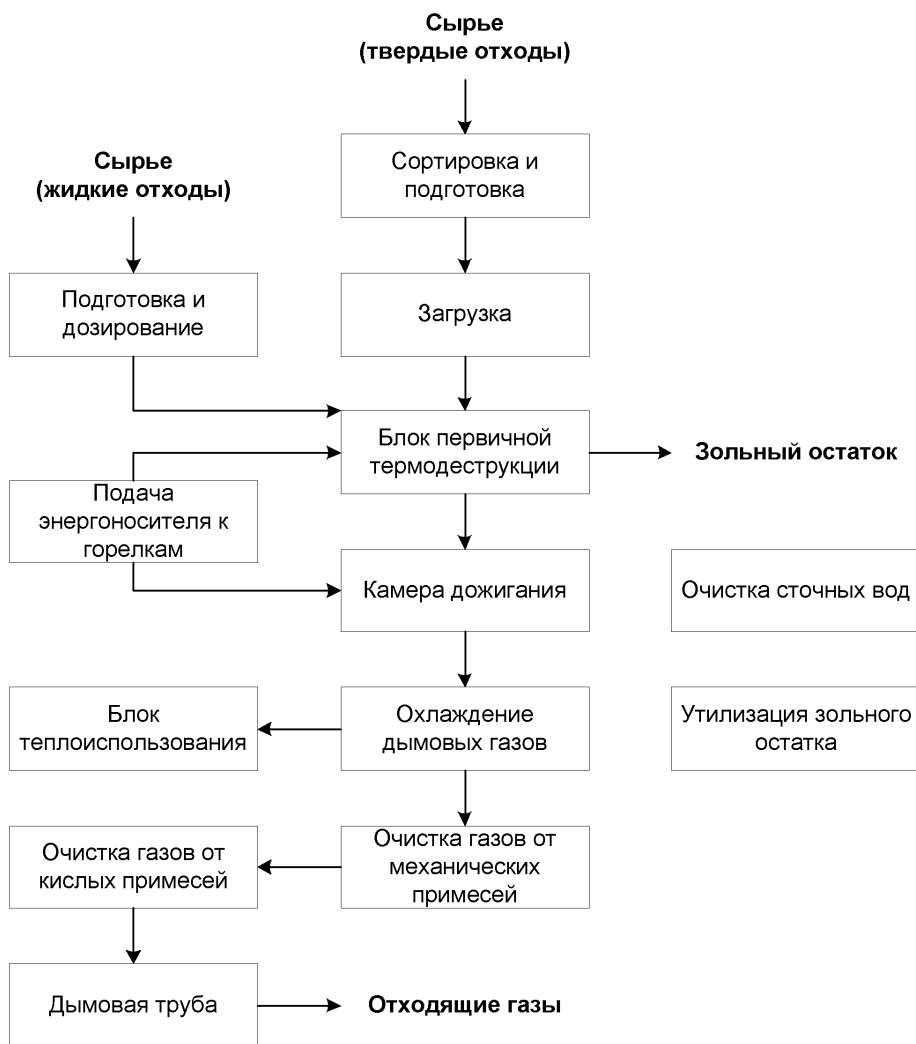 Сырье
(твердые отходы)
Сортировка и
подготовка
Сырье
(жидкие отходы)
Подготовка и
дозирование
Загрузка
Блок первичной
термодеструкции
Зольный остаток
Подача
энергоносителя к
горелкам
Камера дожигания
Очистка сточных вод
Блок
теплоиспользования
Охлаждение
дымовых газов
Утилизация зольного
остатка
Очистка газов от
кислых примесей
Очистка газов от
механических
примесей
Дымовая труба
Отходящие газы